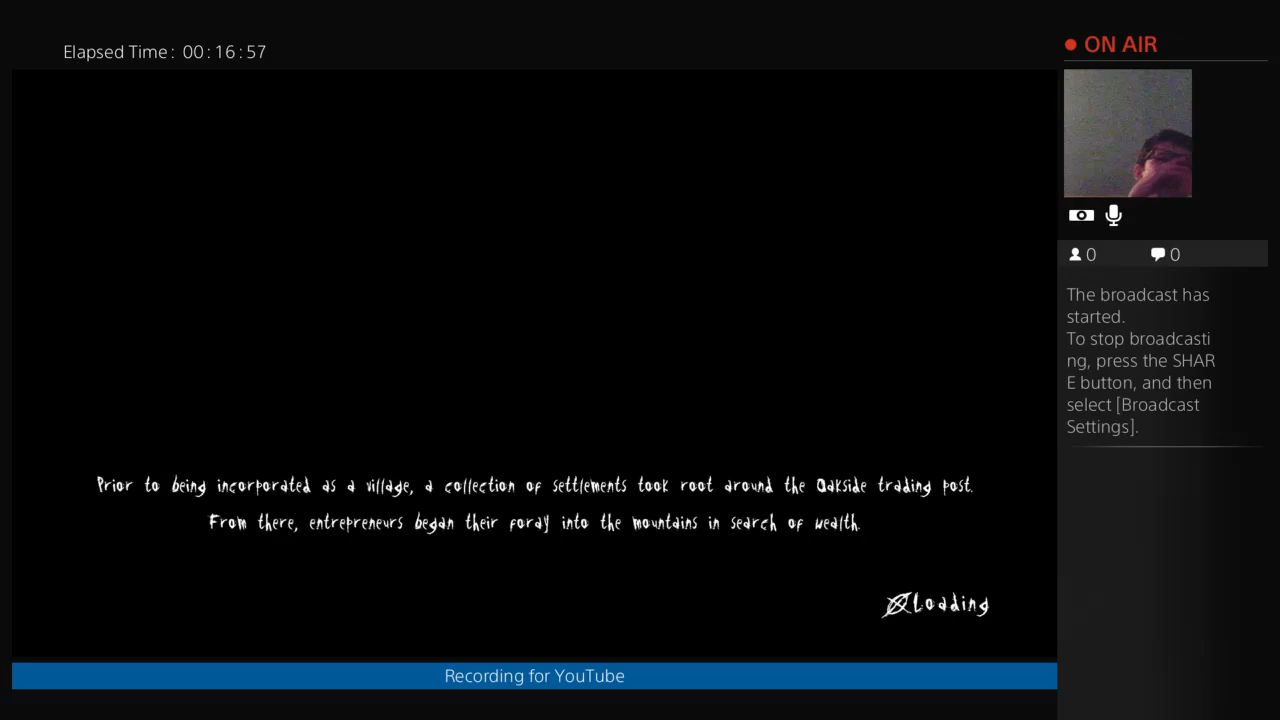 Elapsed Time: 00:16:57
ON AIR
0 0
The broadcast has
started.
To stop broadcasti
ng, press the SHAR
E button, and then
select [Broadcast
Settings].
Prior to being incorporated as a village, a collection of settlements took root around the Oakside trading post.
From there, entrepreneurs began their foray into the mountains in search of wealth.
Loading
Recording for YouTube